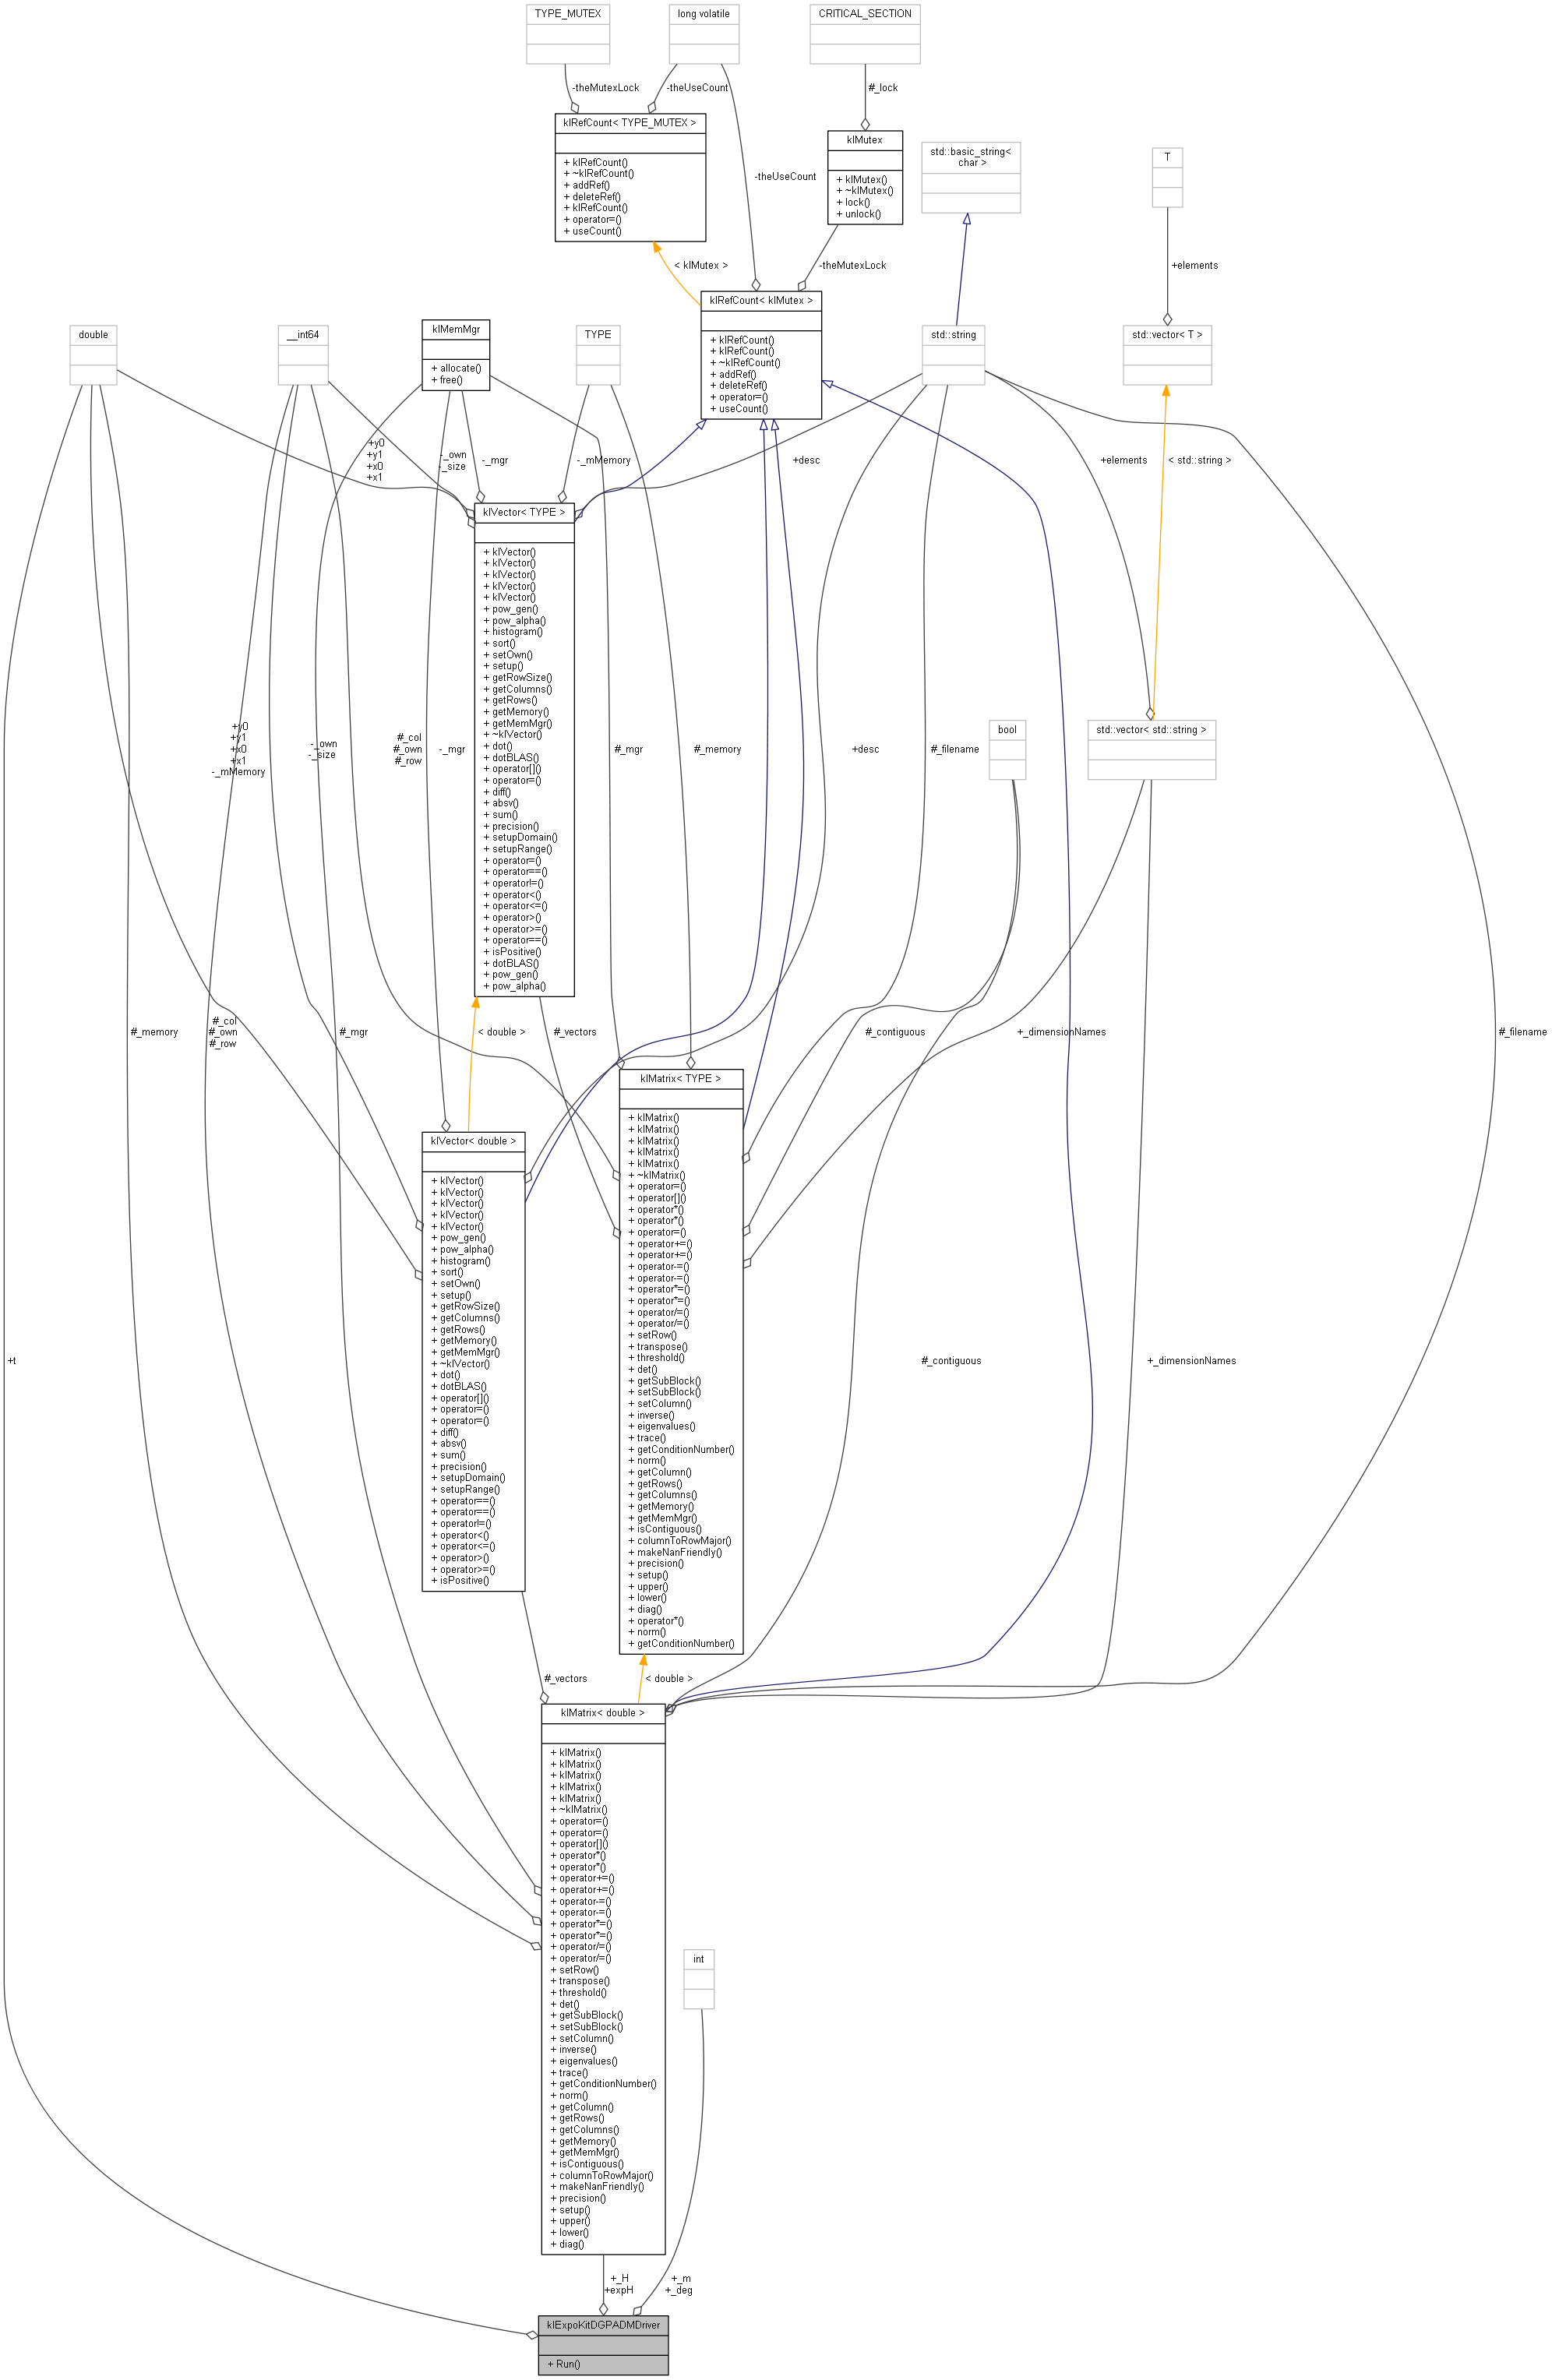 TYPE_MUTEX
long volatile
CRITICAL_SECTION
-theMutexLock
-theUseCount
#_lock
klRefCount< TYPE_MUTEX >
+ klRefCount()
+ ~klRefCount()
+ addRef()
+ deleteRef()
+ klRefCount()
+ operator=()
+ useCount()
klMutex
+ klMutex()
+ ~klMutex()
+ lock()
+ unlock()
std::basic_string<
char >
T
-theUseCount
< klMutex >
-theMutexLock
+elements
klRefCount< klMutex >
+ klRefCount()
+ klRefCount()
+ ~klRefCount()
+ addRef()
+ deleteRef()
+ operator=()
+ useCount()
double
__int64
klMemMgr
+ allocate()
+ free()
TYPE
std::string
std::vector< T >
+y0
+y1
+x0
+x1
-_own
-_size
-_mgr
-_mMemory
+desc
+elements
< std::string >
klVector< TYPE >
+ klVector()
+ klVector()
+ klVector()
+ klVector()
+ klVector()
+ pow_gen()
+ pow_alpha()
+ histogram()
+ sort()
+ setOwn()
+ setup()
+ getRowSize()
+ getColumns()
+ getRows()
+ getMemory()
+ getMemMgr()
+ ~klVector()
+ dot()
+ dotBLAS()
+ operator[]()
+ operator=()
+ diff()
+ absv()
+ sum()
+ precision()
+ setupDomain()
+ setupRange()
+ operator=()
+ operator==()
+ operator!=()
+ operator<()
+ operator<=()
+ operator>()
+ operator>=()
+ operator==()
+ isPositive()
+ dotBLAS()
+ pow_gen()
+ pow_alpha()
+y0
+y1
+x0
+x1
-_mMemory
-_own
-_size
#_col
#_own
#_row
-_mgr
#_mgr
#_memory
+desc
#_filename
bool
std::vector< std::string >
#_memory
#_col
#_own
#_row
#_mgr
< double >
#_vectors
#_contiguous
+_dimensionNames
#_filename
klMatrix< TYPE >
+ klMatrix()
+ klMatrix()
+ klMatrix()
+ klMatrix()
+ klMatrix()
+ ~klMatrix()
+ operator=()
+ operator[]()
+ operator*()
+ operator*()
+ operator=()
+ operator+=()
+ operator+=()
+ operator-=()
+ operator-=()
+ operator*=()
+ operator*=()
+ operator/=()
+ operator/=()
+ setRow()
+ transpose()
+ threshold()
+ det()
+ getSubBlock()
+ setSubBlock()
+ setColumn()
+ inverse()
+ eigenvalues()
+ trace()
+ getConditionNumber()
+ norm()
+ getColumn()
+ getRows()
+ getColumns()
+ getMemory()
+ getMemMgr()
+ isContiguous()
+ columnToRowMajor()
+ makeNanFriendly()
+ precision()
+ setup()
+ upper()
+ lower()
+ diag()
+ operator*()
+ norm()
+ getConditionNumber()
klVector< double >
+ klVector()
+ klVector()
+ klVector()
+ klVector()
+ klVector()
+ pow_gen()
+ pow_alpha()
+ histogram()
+ sort()
+ setOwn()
+ setup()
+ getRowSize()
+ getColumns()
+ getRows()
+ getMemory()
+ getMemMgr()
+ ~klVector()
+ dot()
+ dotBLAS()
+ operator[]()
+ operator=()
+ operator=()
+ diff()
+ absv()
+ sum()
+ precision()
+ setupDomain()
+ setupRange()
+ operator==()
+ operator==()
+ operator!=()
+ operator<()
+ operator<=()
+ operator>()
+ operator>=()
+ isPositive()
+t
#_contiguous
+_dimensionNames
#_vectors
< double >
klMatrix< double >
+ klMatrix()
+ klMatrix()
+ klMatrix()
+ klMatrix()
+ klMatrix()
+ ~klMatrix()
+ operator=()
+ operator=()
+ operator[]()
+ operator*()
+ operator*()
+ operator+=()
+ operator+=()
+ operator-=()
+ operator-=()
+ operator*=()
+ operator*=()
+ operator/=()
+ operator/=()
+ setRow()
+ transpose()
+ threshold()
+ det()
+ getSubBlock()
+ setSubBlock()
+ setColumn()
+ inverse()
+ eigenvalues()
+ trace()
+ getConditionNumber()
+ norm()
+ getColumn()
+ getRows()
+ getColumns()
+ getMemory()
+ getMemMgr()
+ isContiguous()
+ columnToRowMajor()
+ makeNanFriendly()
+ precision()
+ setup()
+ upper()
+ lower()
+ diag()
int
+_H
+expH
+_m
+_deg
klExpoKitDGPADMDriver
+ Run()